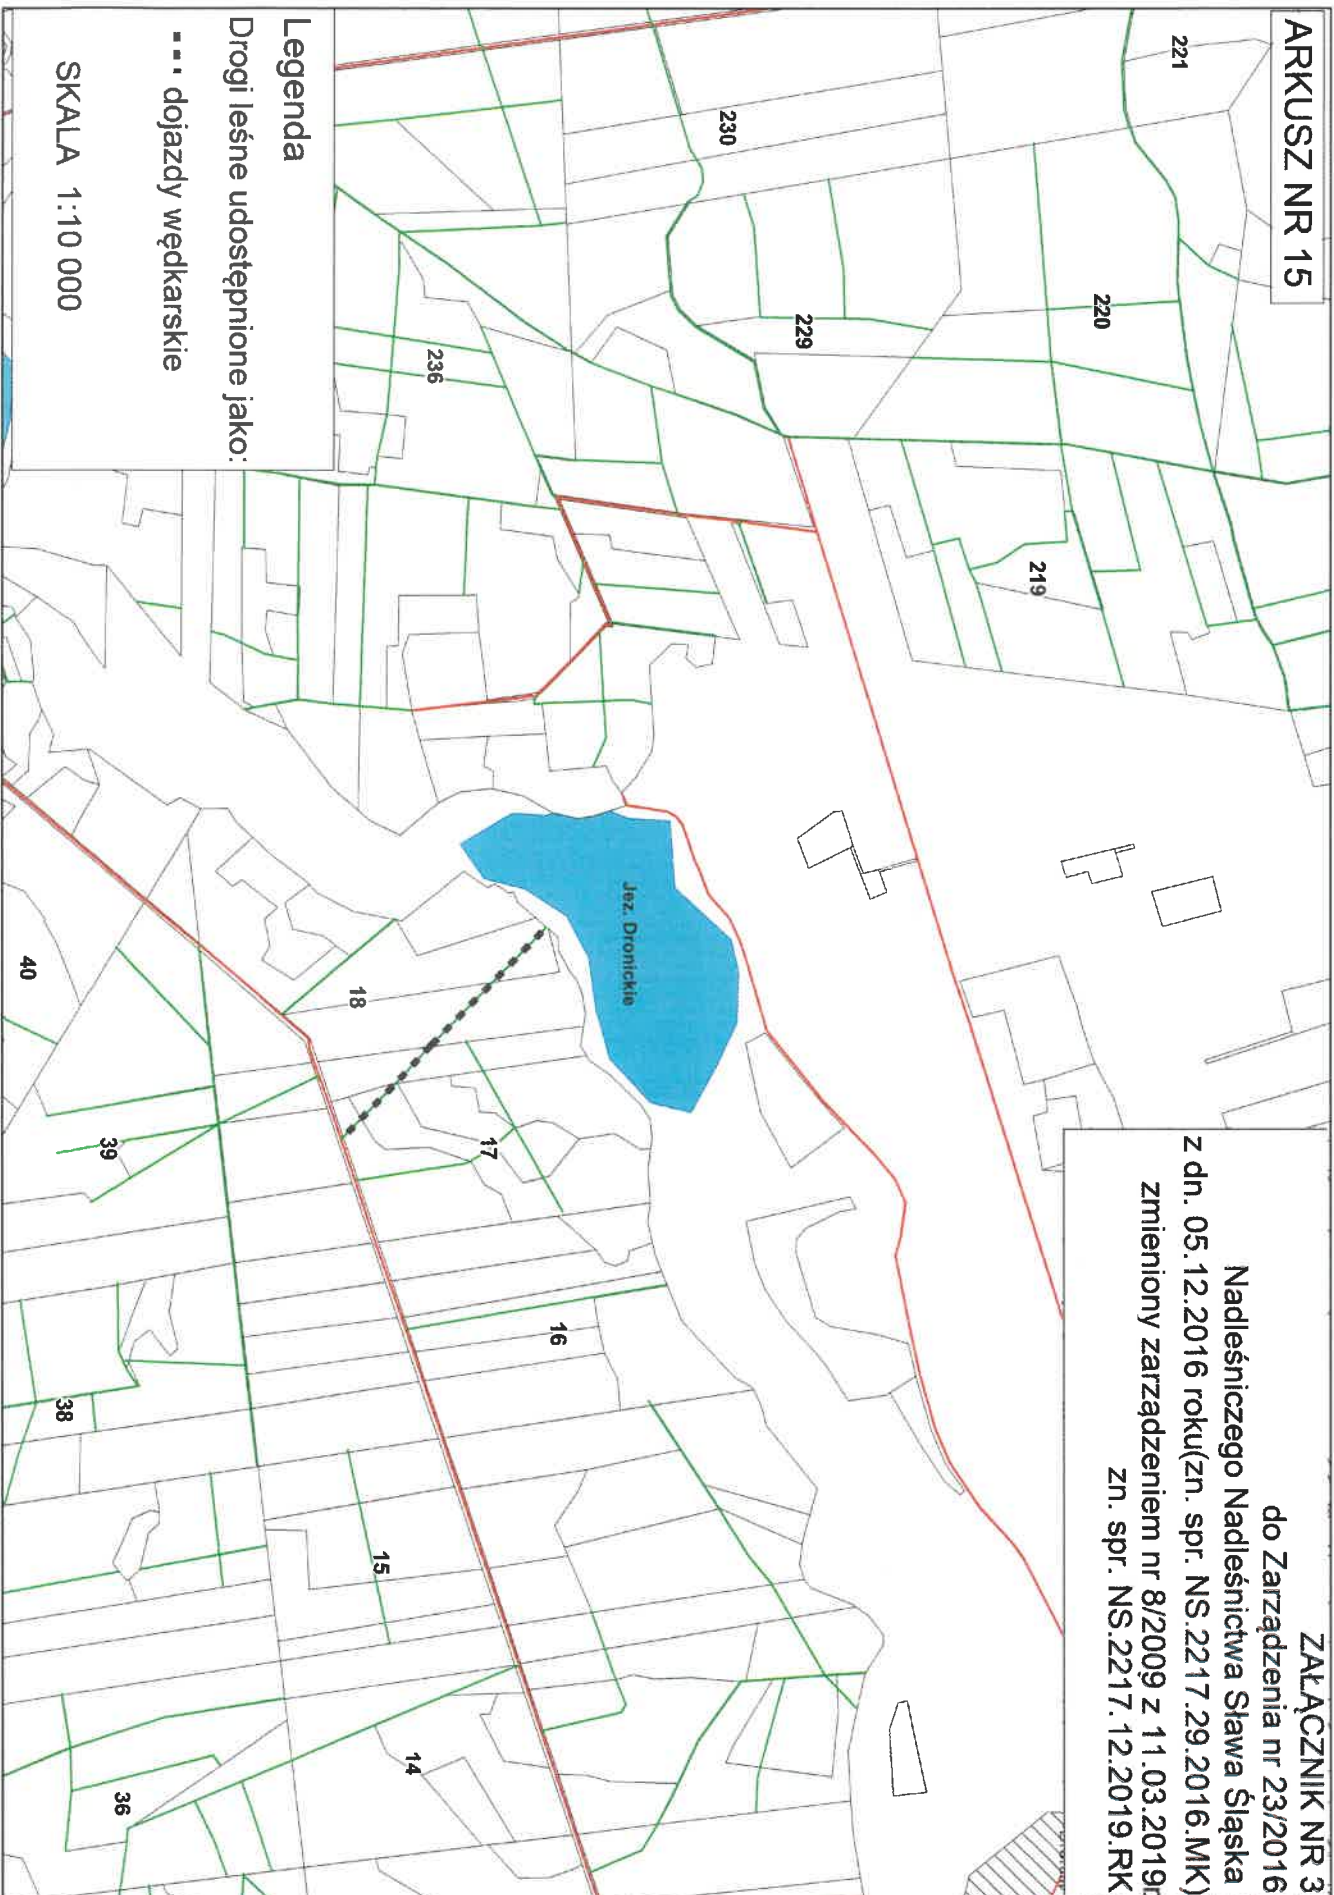 ARKUSZ NR 15
ZAŁĄCZNIK NR 3
do Zarządzenia nr 23/2016
Nadleśniczego Nadleśnictwa Sława Śląska
z dn. 05.12.2016 roku(zn. spr. NS.2217.29.2016.MK)
zmieniony zarządzeniem nr 8/2009 z 11.03.2019r.
zn. spr. NS.2217.12.2019.RK
221
220
219
230
229
236
Jez. Dronickie
18
17
16
15
14
40
39
38
36
Legenda
Drogi leśne udostępnione jako:
dojazdy wędkarskie
SKALA 1:10 000